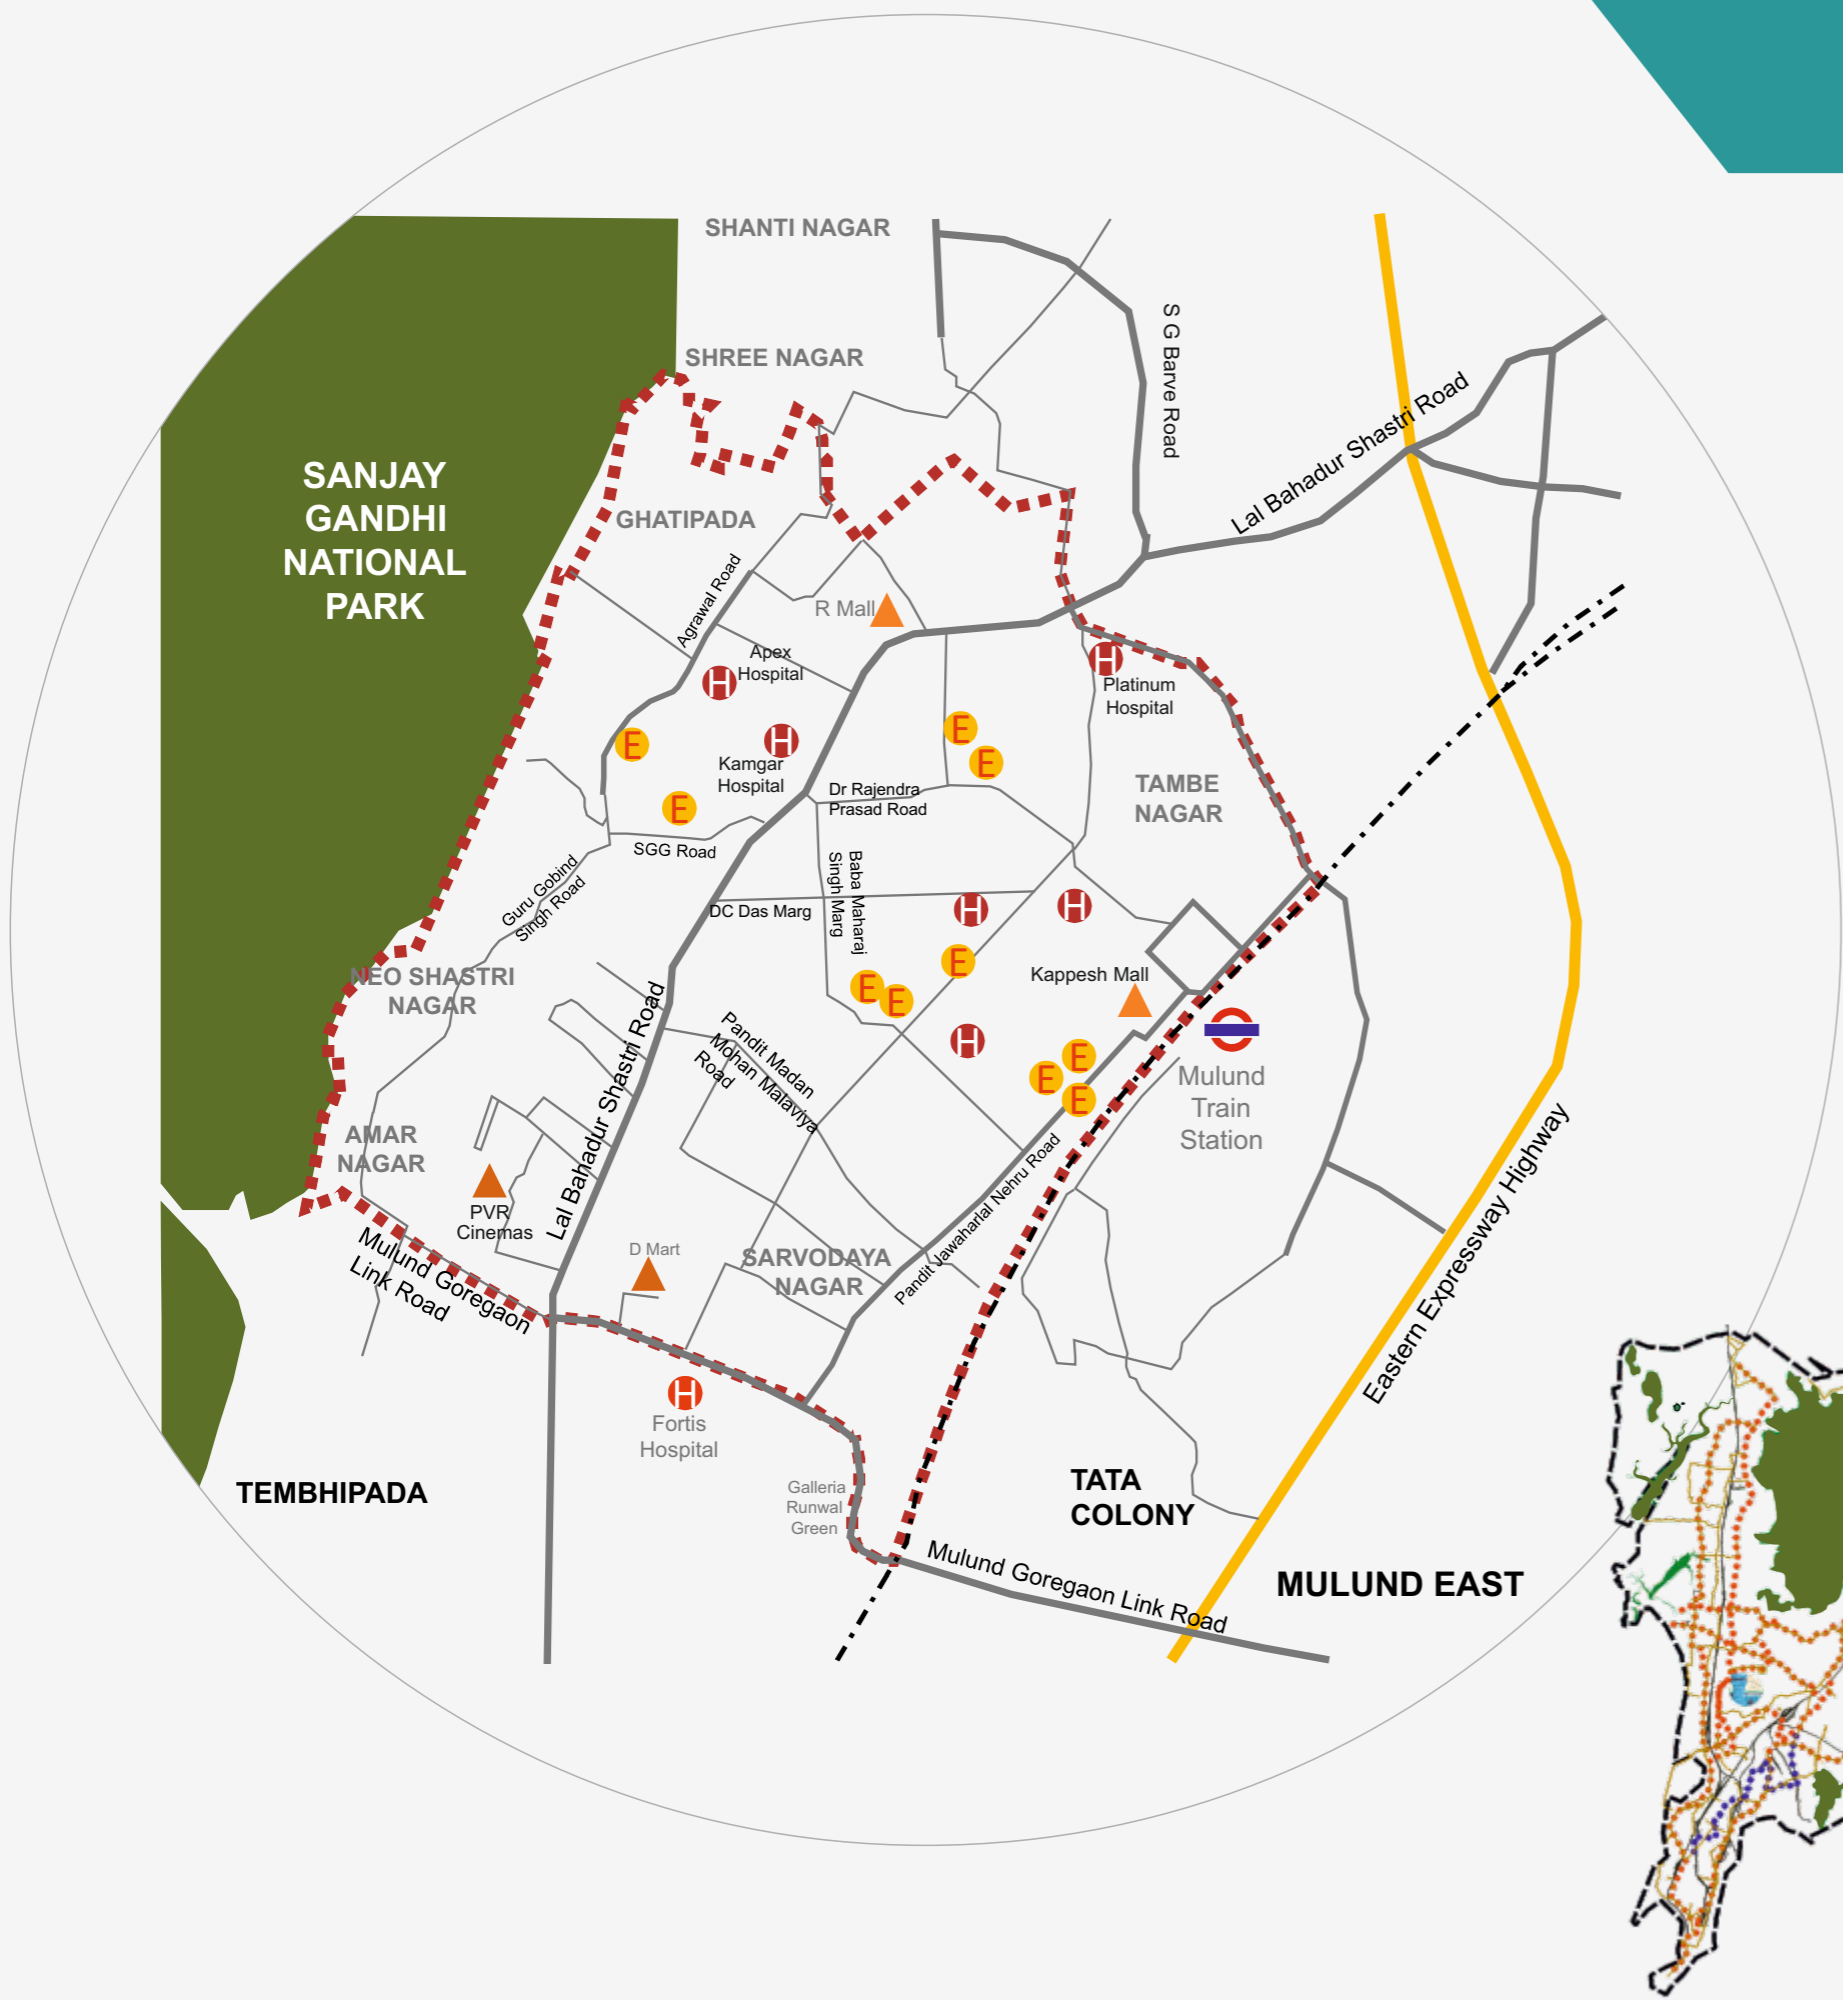 SHANTI NAGAR
S G Barve Road
SHREE NAGAR
Lal Bahadur Shastri Road
SANJAY
GANDHI
NATIONAL
PARK
GHATIPADA
Agrawal Road
R Mall
Apex
Hospital
H
H
Platinum
Hospital
E
H
Kamgar
Hospital
E
E
TAMBE
NAGAR
Dr Rajendra
Prasad Road
E
SGG Road
Guru Gobind
Singh Road
Baba Maharaj
Singh Marg
DC Das Marg
H
H
E
Kappesh Mall
NEO SHASTRI
NAGAR
E
E
Lal Bahadur Shastri Road
Pandit Madan
Mohan Malaviya
Road
H
E
E
E
Mulund
Train
Station
AMAR
NAGAR
Pandit Jawaharlal Nehru Road
Eastern Expressway Highway
PVR
Cinemas
D Mart
SARVODAYA
NAGAR
Mulund Goregaon
Link Road
H
Fortis
Hospital
TEMBHIPADA
Galleria
Runwal
Green
TATA
COLONY
Mulund Goregaon Link Road
MULUND EAST